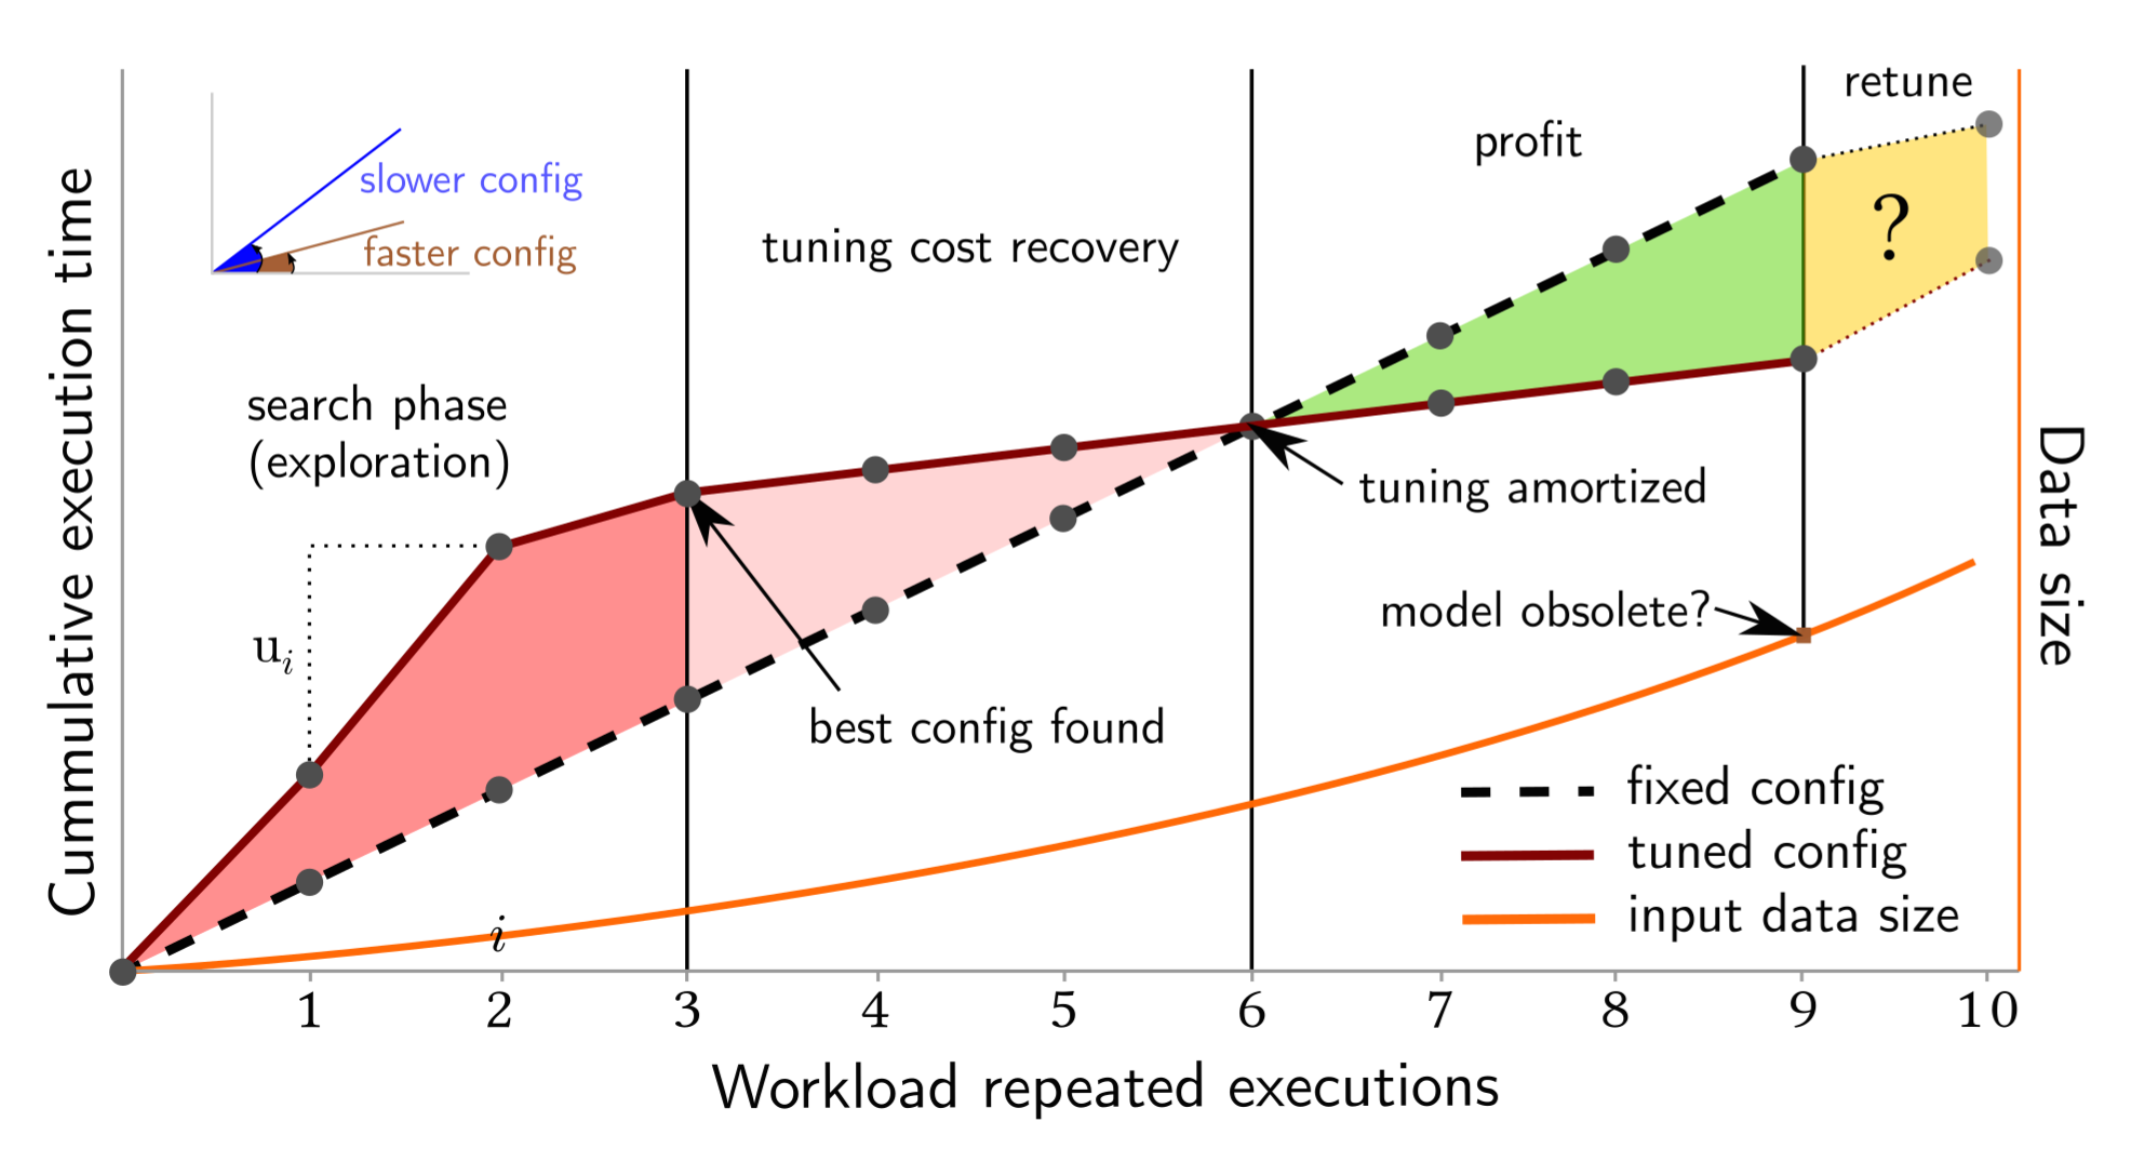 retune
profit
slower config
faster config
tuning cost recovery
?
search phase
(exploration)
tuning amortized
u_i
model obsolete?
best config found
fixed config
tuned config
input data size
i
1 2 3 4 5 6 7 8 9 10
Workload repeated executions
Cummulative execution time
Data size